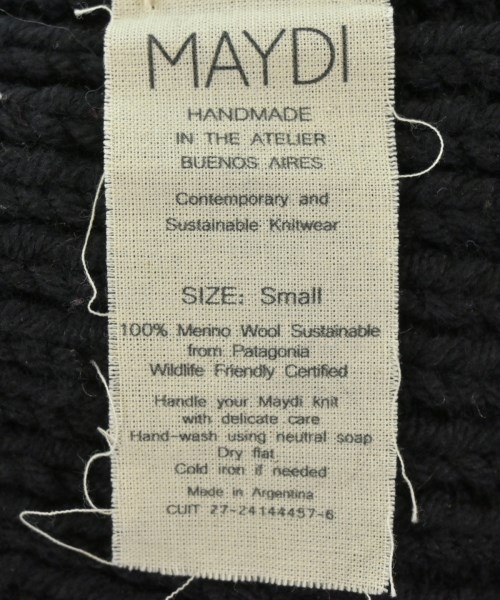 MAYDI
HANDMADE
IN THE ATELIER
BUENOS AIRES
Contemporary and
Sustainable Knitwear
SIZE: Small
100% Merino Wool Sustainable
from Patagonia
Wildlife Friendly Certified
Handle your Maydi knit
with delicate care
Hand-wash using neutral soap
Dry flat
Cold iron if needed
Made in Argentina
CUIT 27-24144457-6